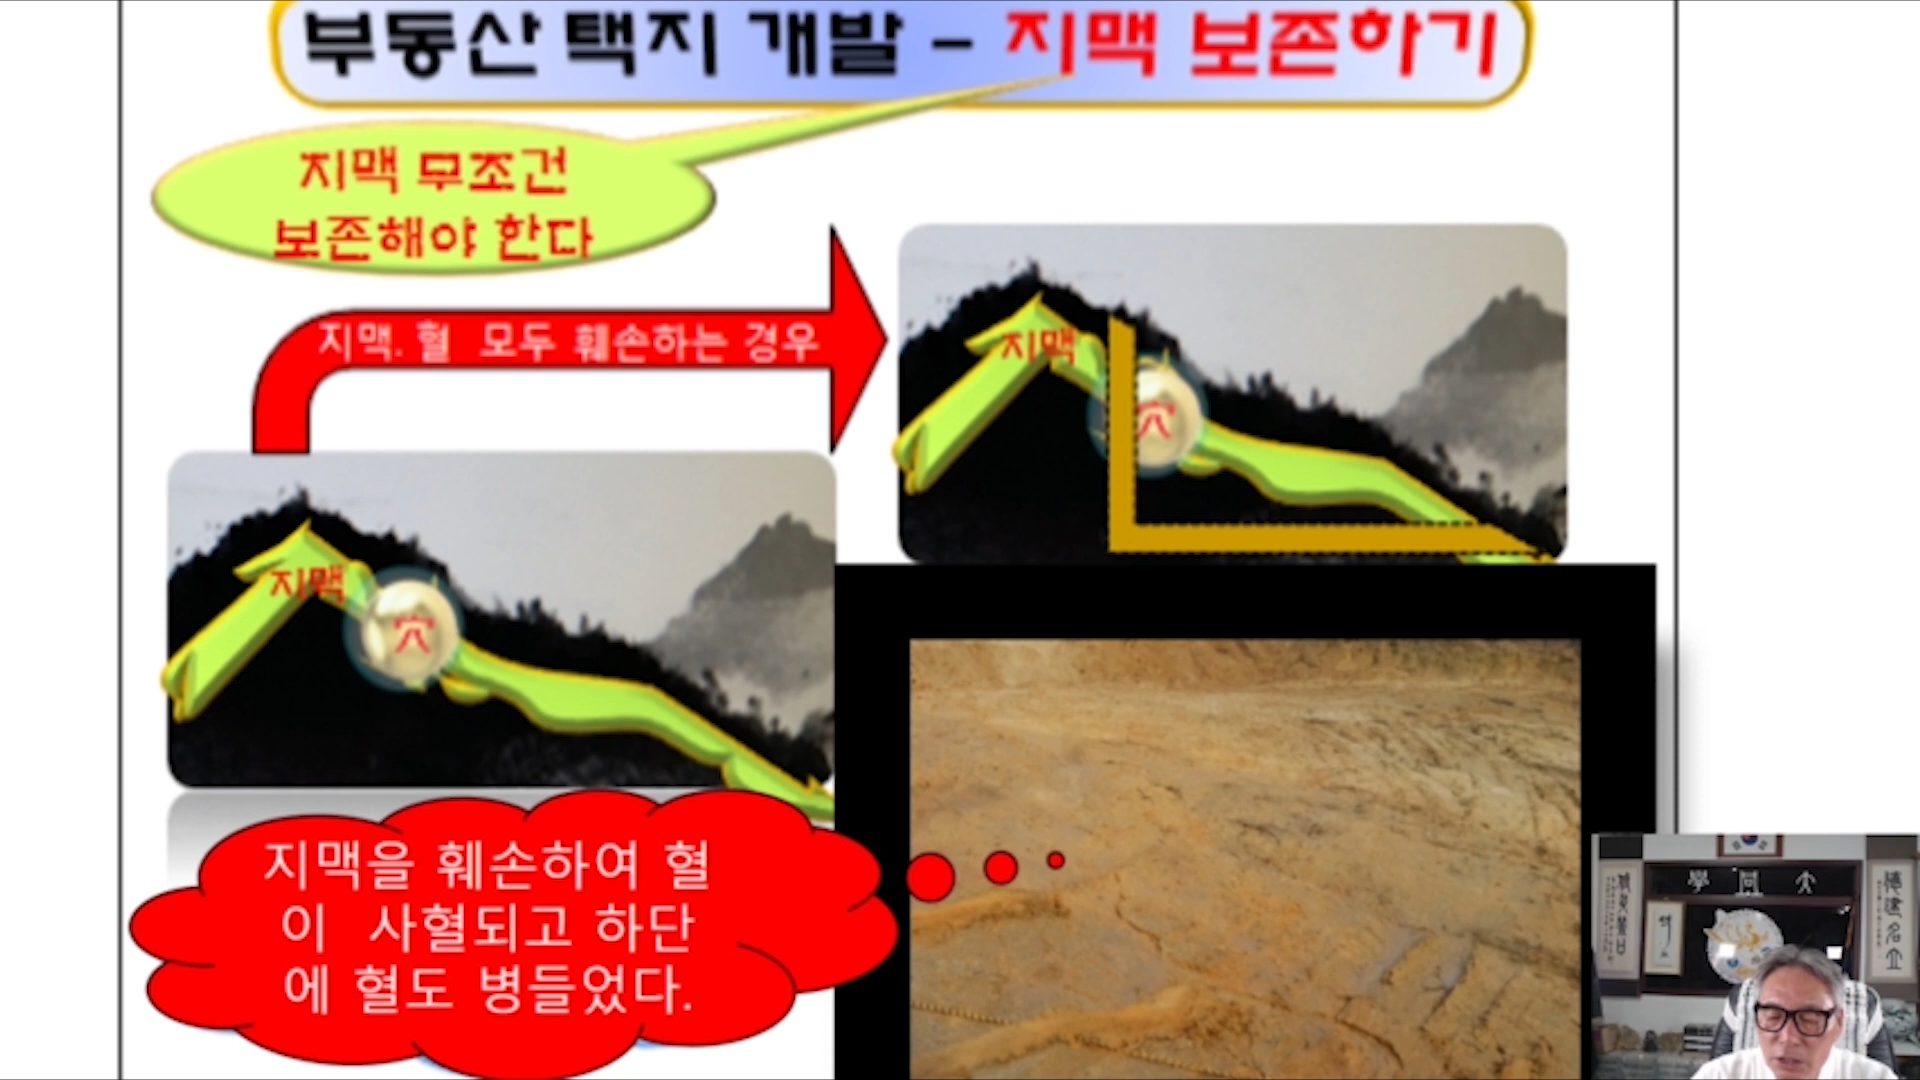 부동산 택지 개발 – 지맥 보존하기
지맥 무조건
보존해야 한다
지맥. 혈 모두 훼손하는 경우
지맥
穴
지맥
穴
지맥을 훼손하여 혈
이 사혈되고 하단
에 혈도 병들었다.
學 同 大